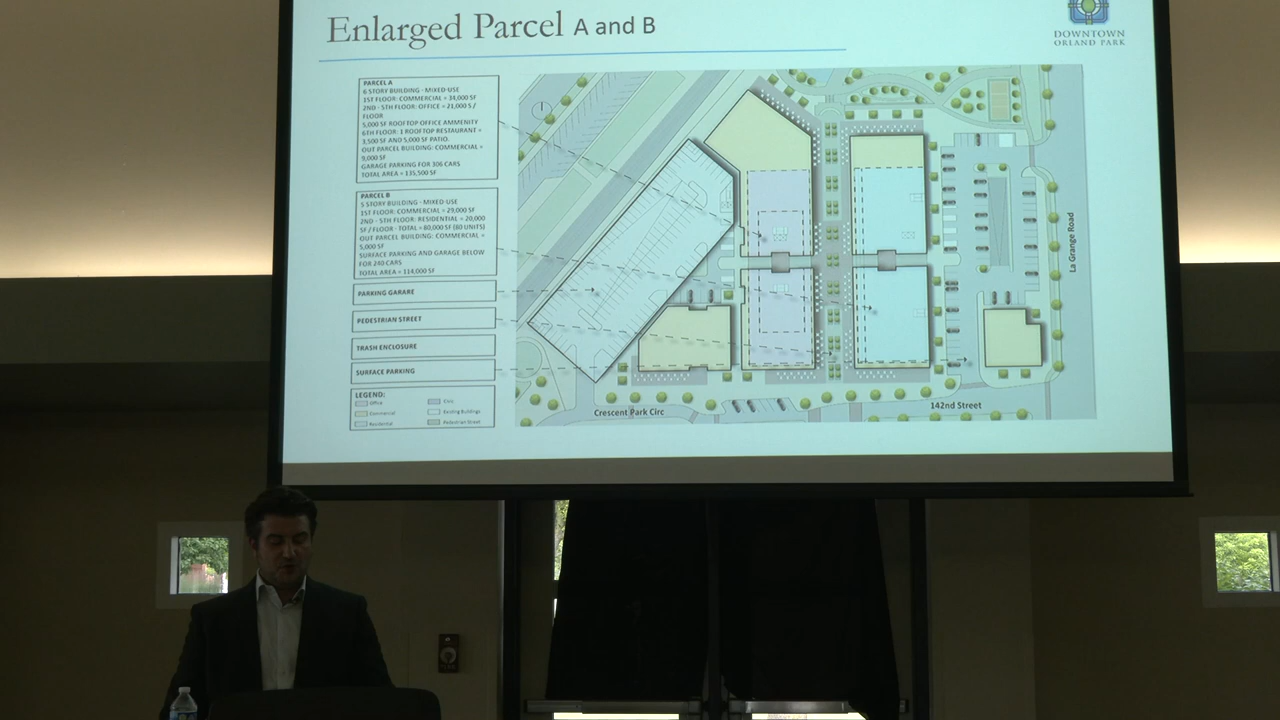 Enlarged Parcel A and B
DOWNTOWN
ORLAND PARK
PARCEL A
6 STORY BUILDING - MIXED-USE
1ST FLOOR: COMMERCIAL = 34,000 SF
2ND - 5TH FLOOR: OFFICE = 21,000 S /
FLOOR
5,000 SF ROOFTOP OFFICE AMMENITY
6TH FLOOR: 1 ROOFTOP RESTAURANT =
3,500 SF AND 5,000 SF PATIO.
OUT PARCEL BUILDING: COMMERCIAL =
9,000 SF
GARAGE PARKING FOR 306 CARS
TOTAL AREA = 135,500 SF
PARCEL B
5 STORY BUILDING - MIXED-USE
1ST FLOOR: COMMERCIAL = 29,000 SF
2ND - 5TH FLOOR: RESIDENTIAL = 20,000
SF / FLOOR - TOTAL = 80,000 SF (80 UNITS)
OUT PARCEL BUILDING: COMMERCIAL =
5,000 SF
SURFACE PARKING AND GARAGE BELOW
FOR 240 CARS
TOTAL AREA = 114,000 SF
PARKING GARARE
PEDESTRIAN STREET
TRASH ENCLOSURE
SURFACE PARKING
LEGEND:
Office
Civic
Commercial
Existing Buildings
Residential
Pedestrian Street
Crescent Park Circ
142nd Street
La Grange Road